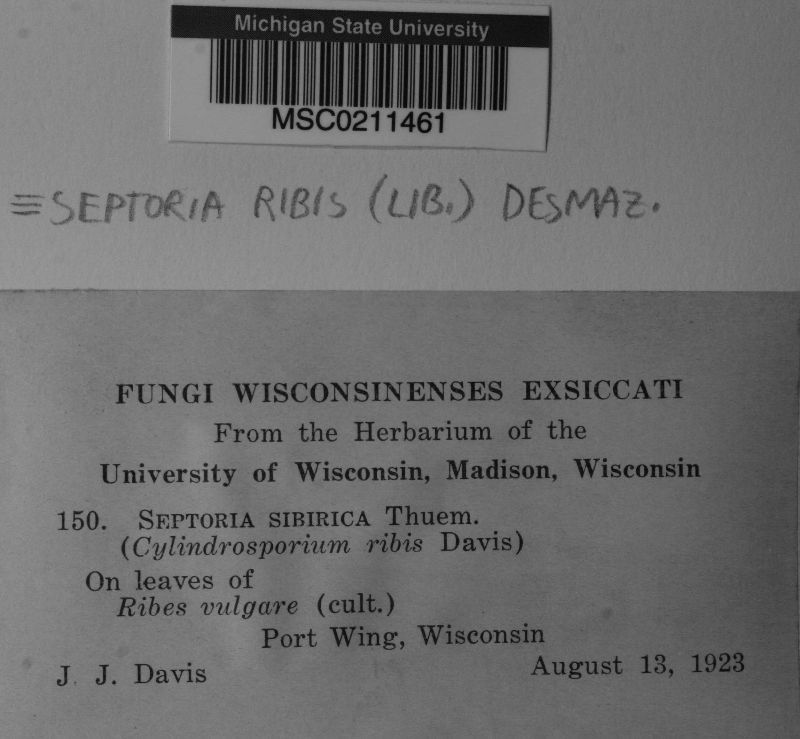 Michigan State University
MSC0211461
≡SEPTORIA RIBIS (LIB.) DESMAZ.
FUNGI WISCONSINENSES EXSICCATI
From the Herbarium of the
University of Wisconsin, Madison, Wisconsin
150. SEPTORIA SIBIRICA Thuem.
(Cylindrosporium ribis Davis)
On leaves of
Ribes vulgare (cult.)
Port Wing, Wisconsin
J. J. Davis August 13, 1923